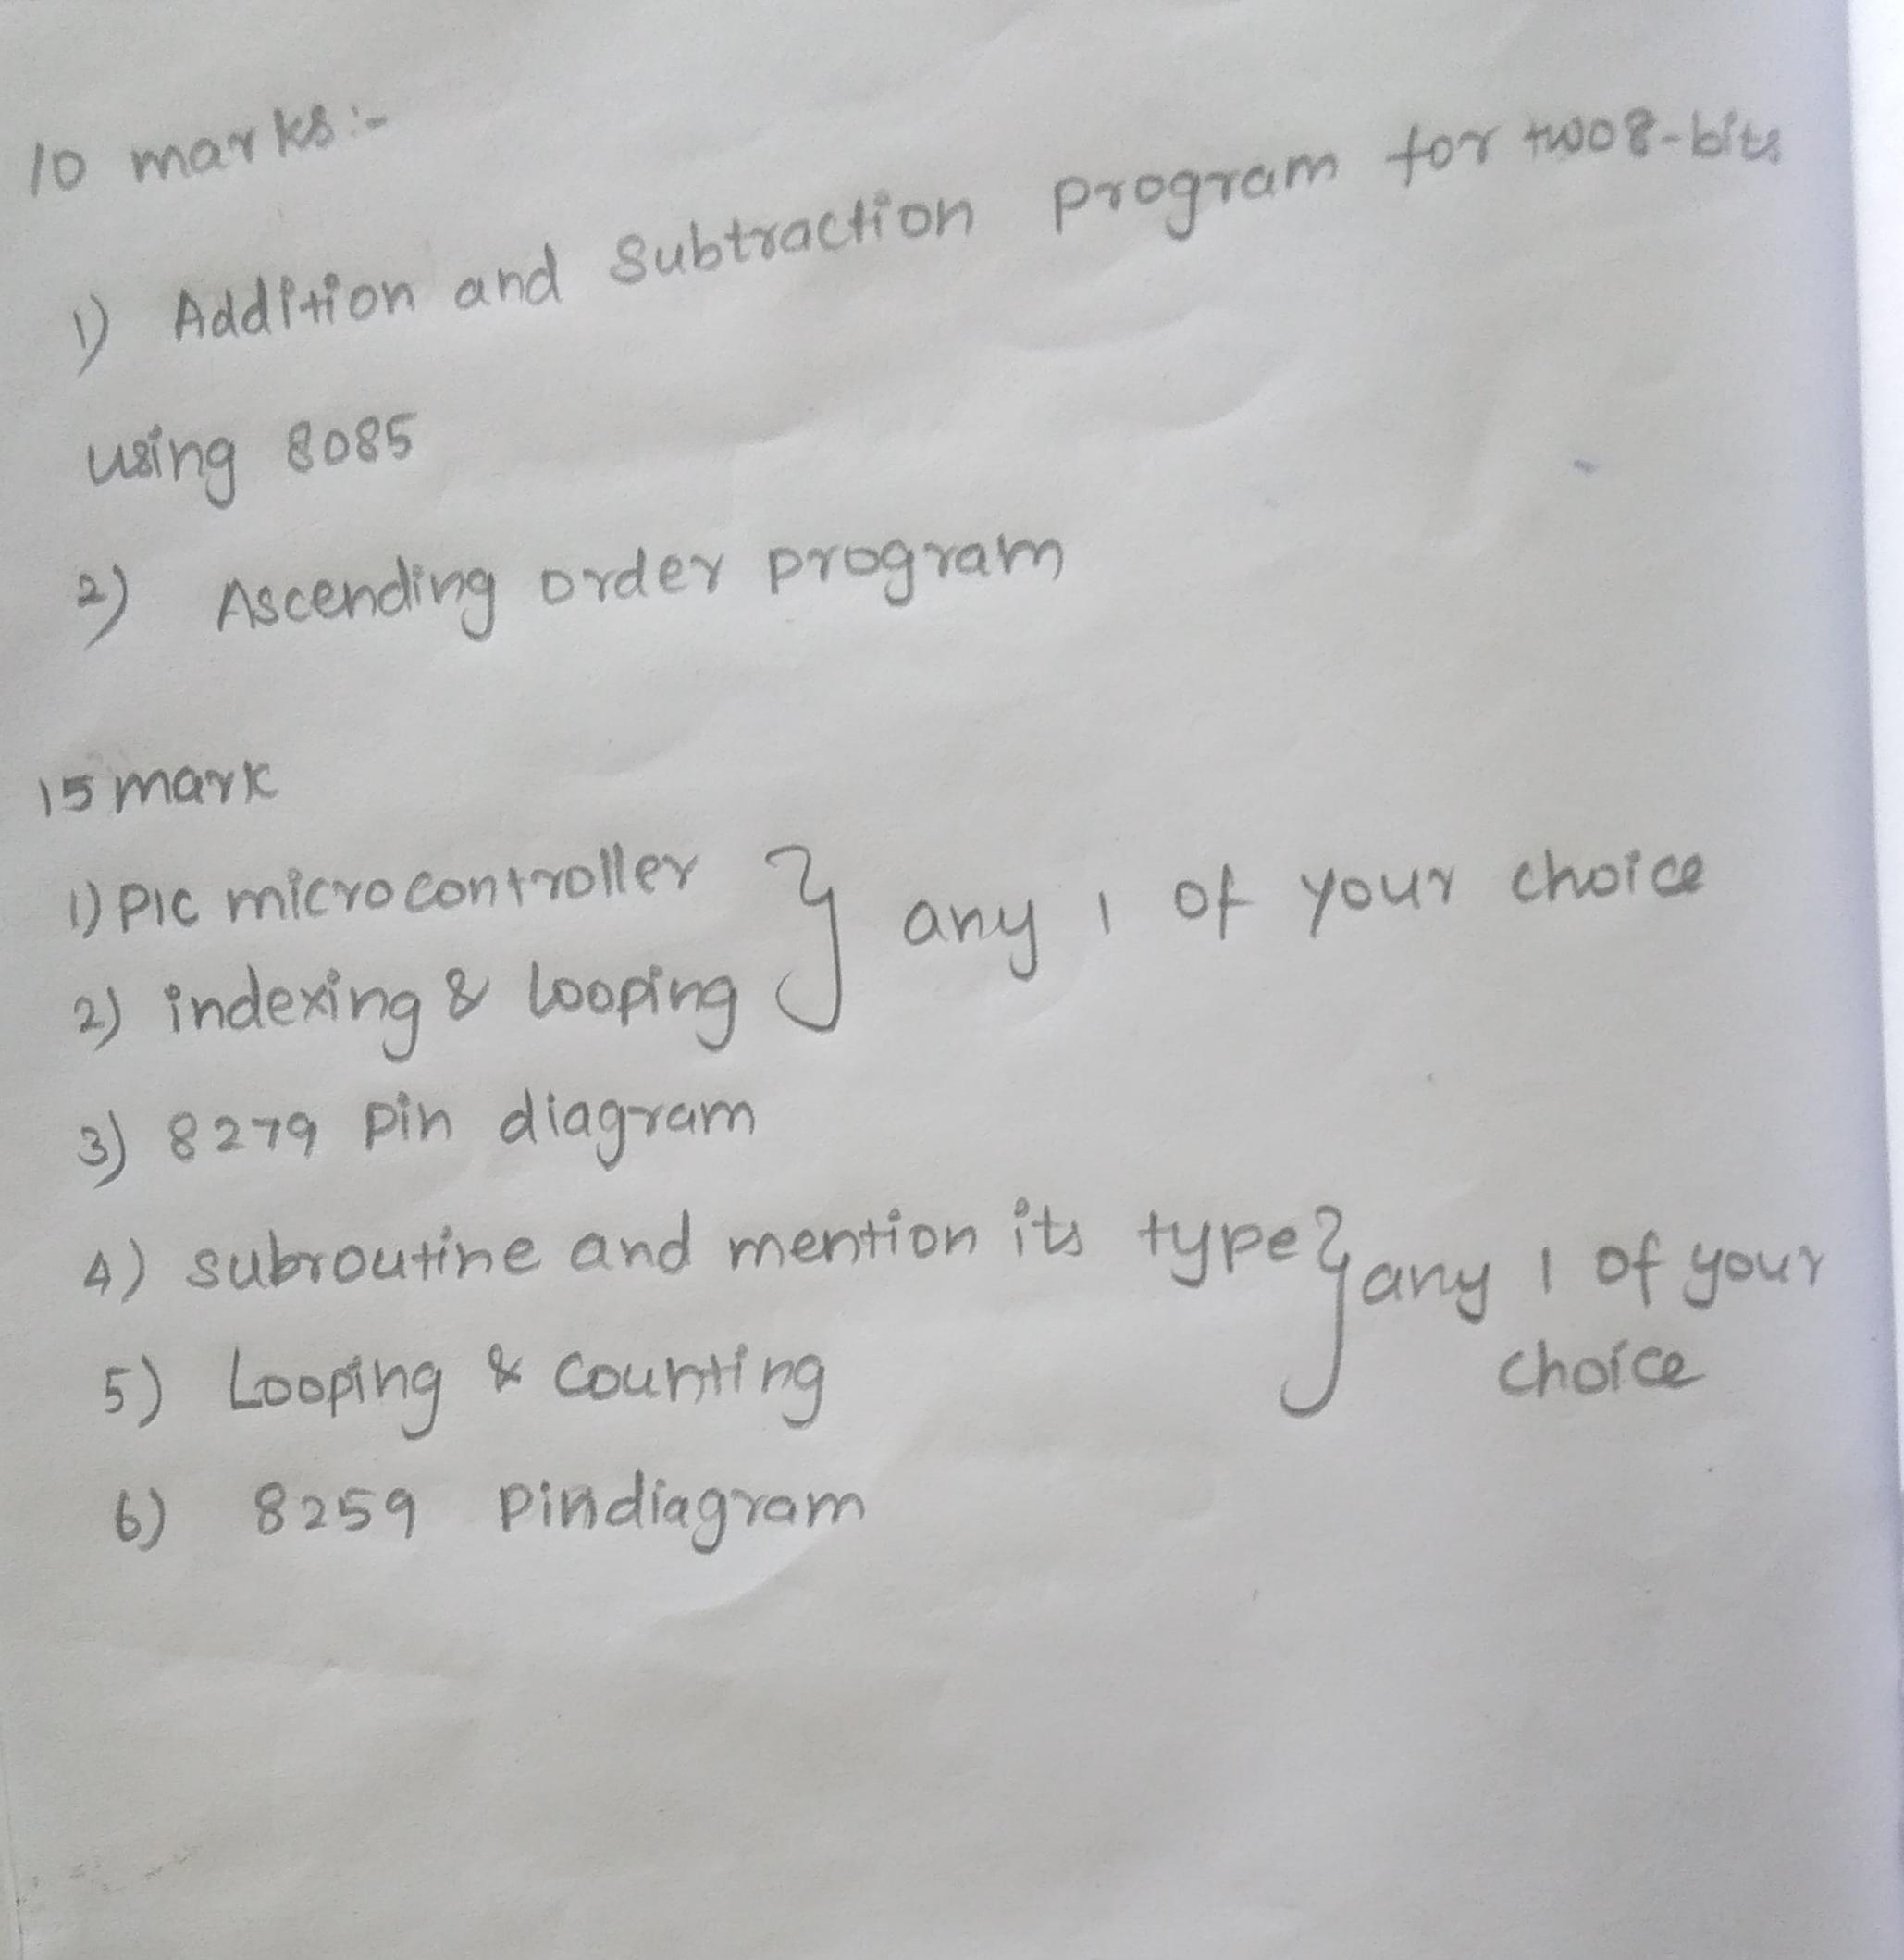 10 marks:-
1) Addition and Subtraction program for two 8-bits
using 8085
2) Ascending order program
15 mark
1) PIC microcontroller } any 1 of your choice
2) indexing & looping
3) 8279 pin diagram
4) subroutine and mention its type } any 1 of your
choice
5) Looping & Counting
6) 8259 Pindiagram